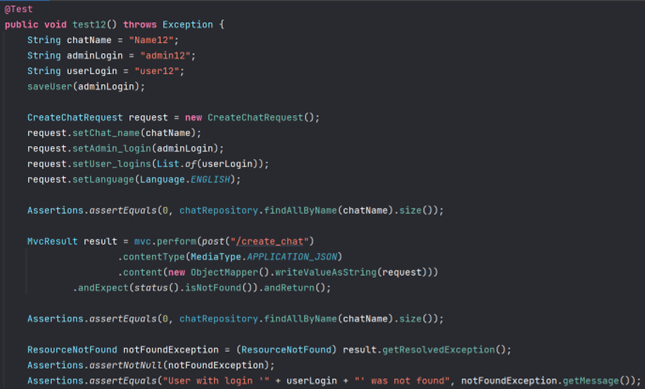 @Test
public void test12() throws Exception {
String chatName = "Name12";
String adminLogin = "admin12";
String userLogin = "user12";
saveUser(adminLogin);
CreateChatRequest request = new CreateChatRequest();
request.setChat_name(chatName);
request.setAdmin_login(adminLogin);
request.setUser_logins(List.of(userLogin));
request.setLanguage(Language.ENGLISH);
Assertions.assertEquals(0, chatRepository.findAllByName(chatName).size());
MvcResult result = mvc.perform(post("/create_chat")
.contentType(MediaType.APPLICATION_JSON)
.content(new ObjectMapper().writeValueAsString(request)))
.andExpect(status().isNotFound()).andReturn();
Assertions.assertEquals(0, chatRepository.findAllByName(chatName).size());
ResourceNotFound notFoundException = (ResourceNotFound) result.getResolvedException();
Assertions.assertNotNull(notFoundException);
Assertions.assertEquals("User with login '" + userLogin + "' was not found", notFoundException.getMessage());